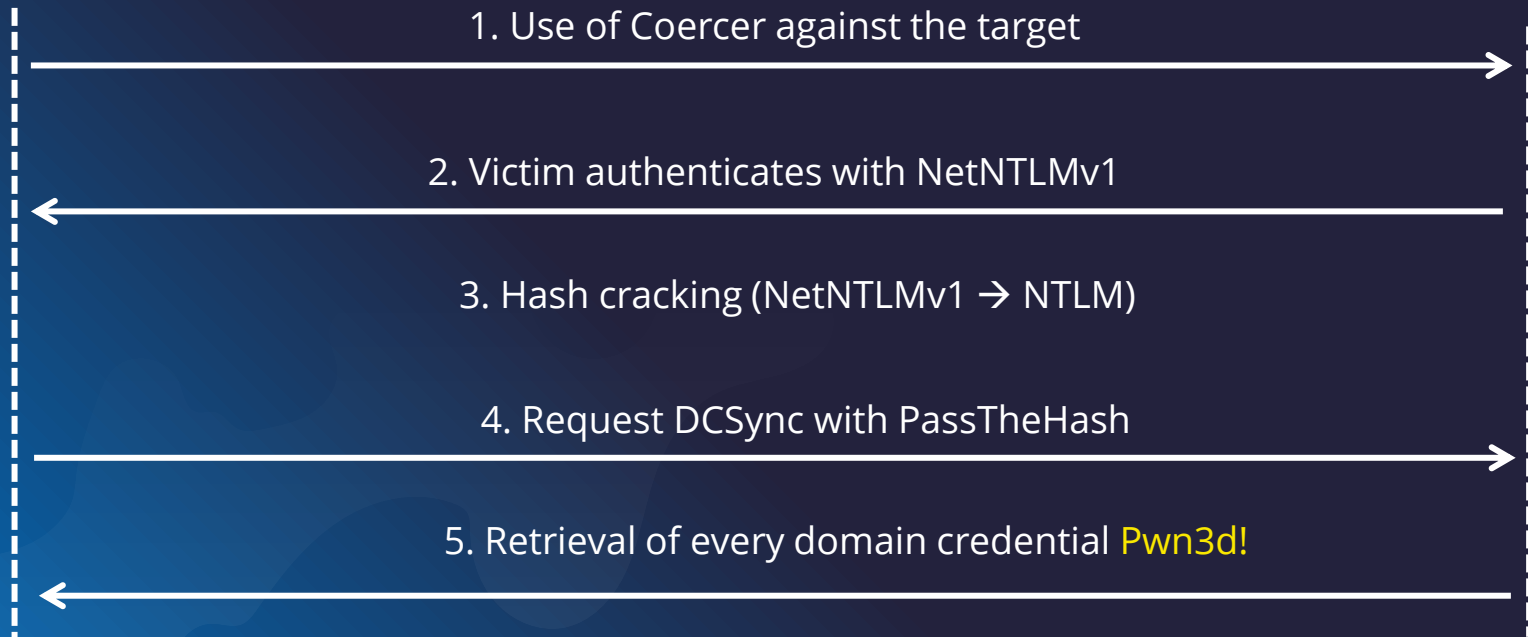 1. Use of Coercer against the target
2. Victim authenticates with NetNTLMv1
3. Hash cracking (NetNTLMv1 → NTLM)
4. Request DCSync with PassTheHash
5. Retrieval of every domain credential Pwn3d!